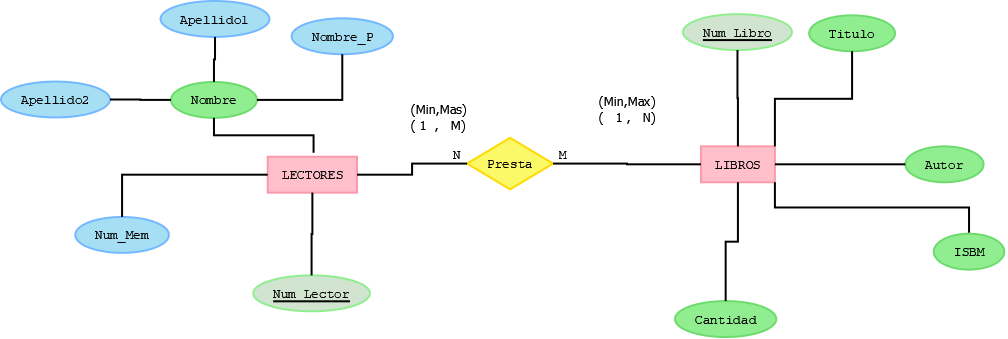 Apellido1
Nombre_P
Num Libro
Titulo
Apellido2
Nombre
(Min,Mas)
( 1 , M)
(Min,Max)
( 1 , N)
N
Presta
M
LIBROS
Autor
LECTORES
Num_Mem
ISBM
Num Lector
Cantidad